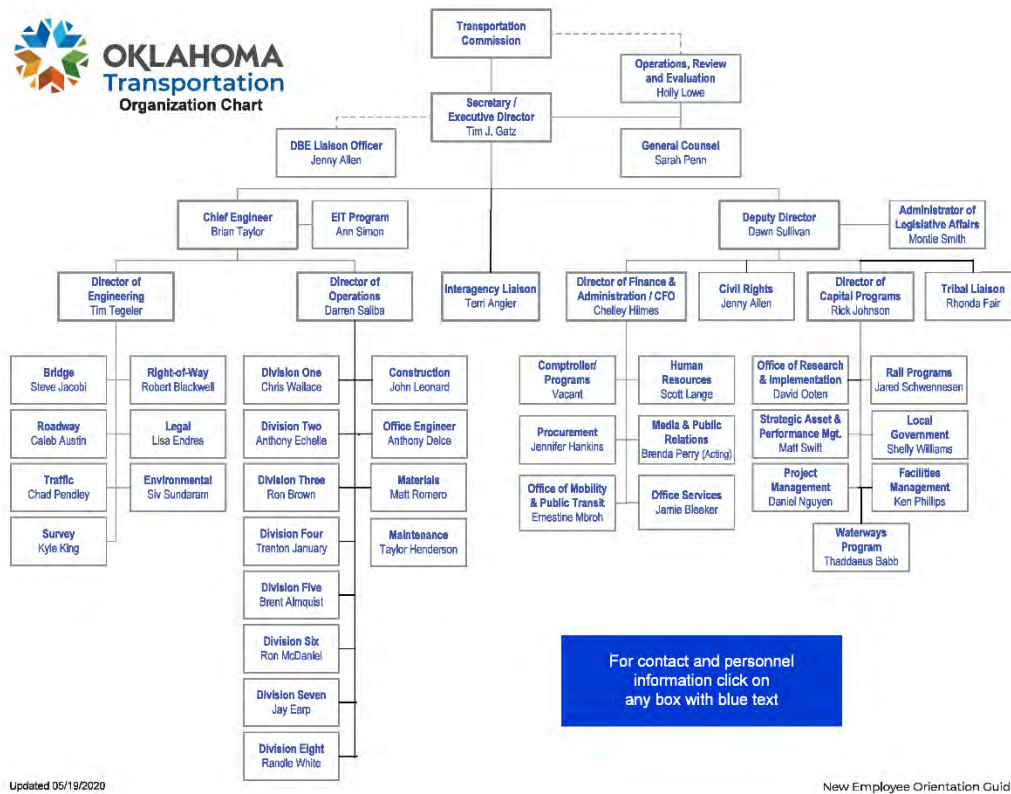 OKLAHOMA
Transportation
Organization Chart
Transportation
Commission
Operations, Review
and Evaluation
Holly Lowe
Secretary /
Executive Director
Tim J. Gatz
DBE Liaison Officer
Jenny Allen
General Counsel
Sarah Penn
Chief Engineer
Brian Taylor
EIT Program
Ann Simon
Deputy Director
Dawn Sullivan
Administrator of
Legislative Affairs
Montie Smith
Director of
Engineering
Tim Tegeler
Director of
Operations
Darren Saliba
Interagency Liaison
Terri Angier
Director of Finance &
Administration / CFO
Chelley Hilmes
Civil Rights
Jenny Allen
Director of
Capital Programs
Rick Johnson
Tribal Liaison
Rhonda Fair
Bridge
Steve Jacobi
Right-of-Way
Robert Blackwell
Roadway
Caleb Austin
Legal
Lisa Endres
Traffic
Chad Pendley
Environmental
Siv Sundaram
Survey
Kyle King
Division One
Chris Wallace
Construction
John Leonard
Division Two
Anthony Echelle
Office Engineer
Anthony Delce
Division Three
Ron Brown
Materials
Matt Romero
Division Four
Trenton January
Maintenance
Taylor Henderson
Division Five
Brent Almquist
Division Six
Ron McDaniel
Division Seven
Jay Earp
Division Eight
Randle White
Comptroller/
Programs
Vacant
Human
Resources
Scott Lange
Procurement
Jennifer Hankins
Media & Public
Relations
Brenda Perry (Acting)
Office of Mobility
& Public Transit
Ernestine Mbroh
Office Services
Jamie Bleeker
Office of Research
& Implementation
David Ooten
Rail Programs
Jared Schwennesen
Strategic Asset &
Performance Mgt.
Matt Swift
Local
Government
Shelly Williams
Project
Management
Daniel Nguyen
Facilities
Management
Ken Phillips
Waterways
Program
Thaddaeus Babb
For contact and personnel
information click on
any box with blue text
Updated 05/19/2020
New Employee Orientation Guid